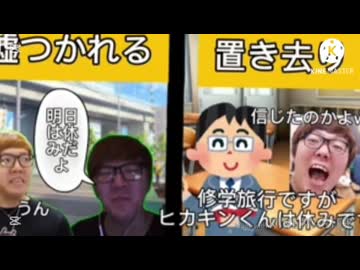 嘘つかれる
明日は
休みだよ
うん
置き去り
信じたのかよw
修学旅行ですが
ヒカキンくんは休みで
KINEMASTER